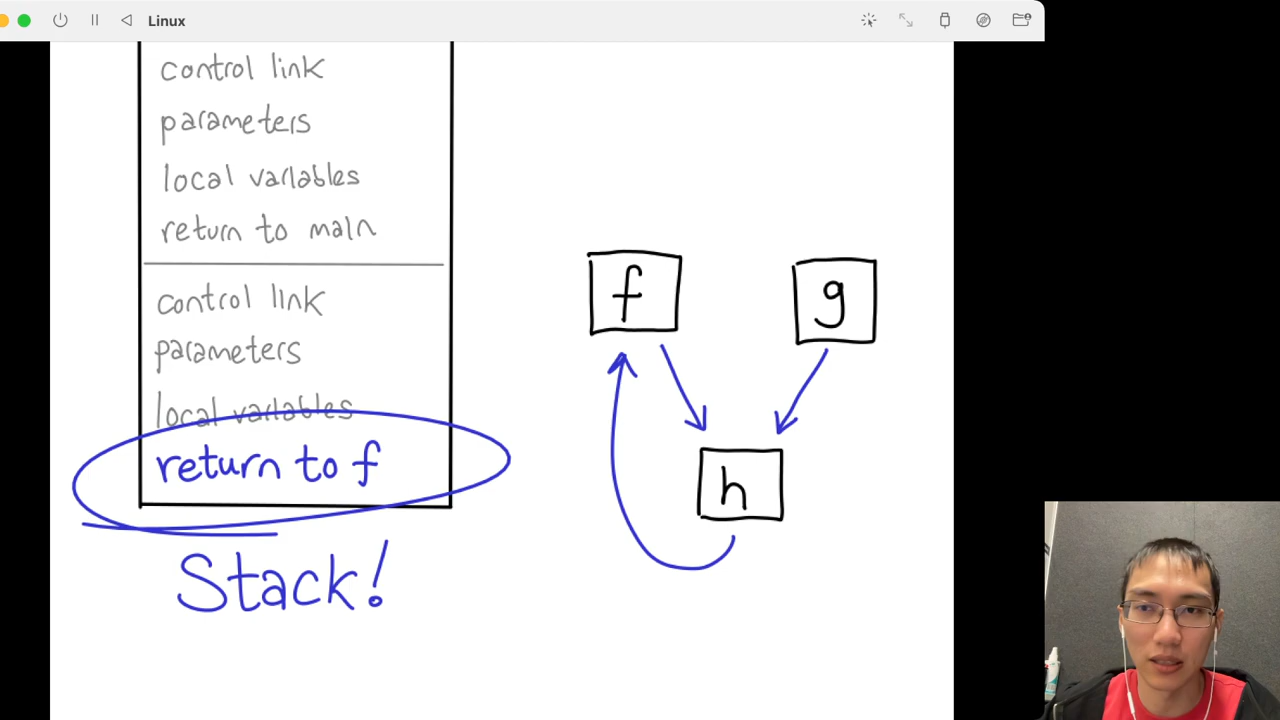 Linux
control link
parameters
local variables
return to main
control link
parameters
local variables
return to f
Stack!
f
g
h